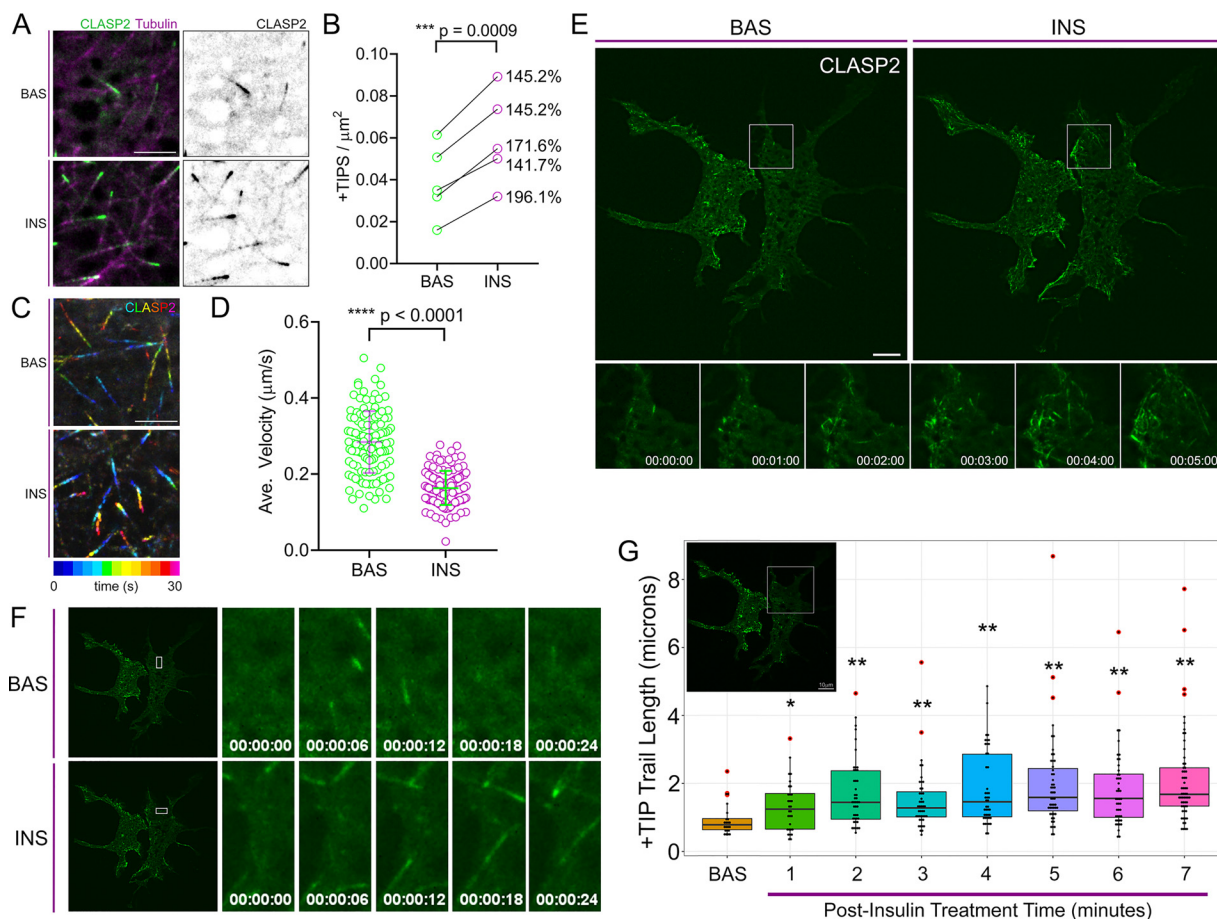 A
CLASP2 Tubulin
CLASP2
BAS
INS
B
*** p = 0.0009
+TIPS / μm²
0.10
0.08
0.06
0.04
0.02
0.00
145.2%
145.2%
171.6%
141.7%
196.1%
BAS
INS
C
CLASP2
BAS
INS
0
time (s)
30
D
**** p < 0.0001
Ave. Velocity (μm/s)
0.6
0.4
0.2
0.0
BAS
INS
E
BAS
INS
CLASP2
00:00:00
00:01:00
00:02:00
00:03:00
00:04:00
00:05:00
F
BAS
00:00:00
00:00:06
00:00:12
00:00:18
00:00:24
INS
00:00:00
00:00:06
00:00:12
00:00:18
00:00:24
G
10μm
+TIP Trail Length (microns)
8
6
4
2
0
*
**
**
**
**
**
**
BAS
1
2
3
4
5
6
7
Post-Insulin Treatment Time (minutes)